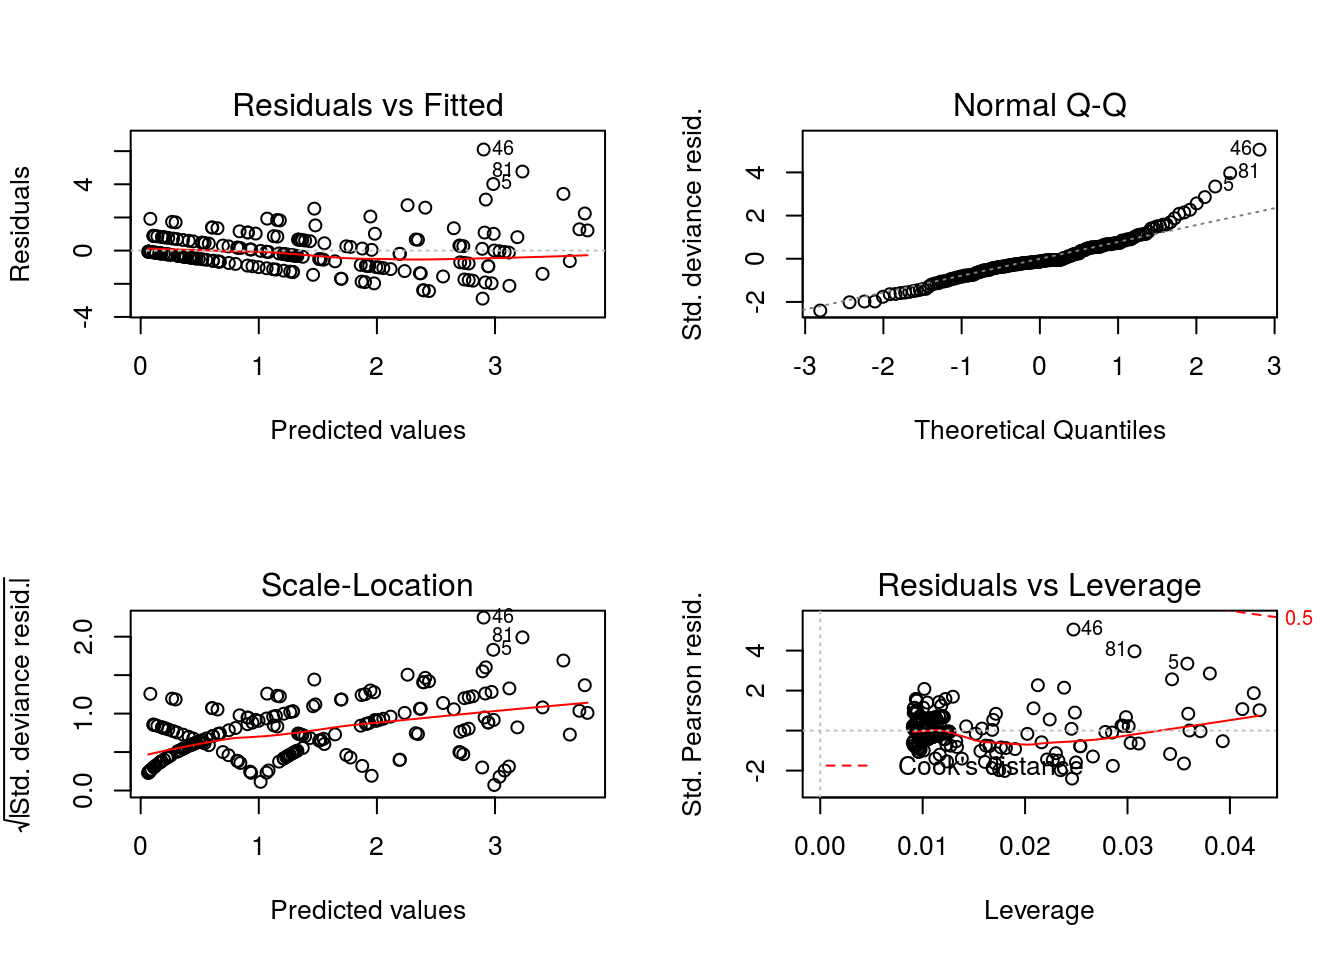 Residuals vs Fitted
Residuals
4
0
-4
46
81
5
0 1 2 3
Predicted values
Normal Q-Q
Std. deviance resid.
4
2
0
-2
46
81
5
-3 -2 -1 0 1 2 3
Theoretical Quantiles
Scale-Location
√|Std. deviance resid.|
2.0
1.0
0.0
46
81
5
0 1 2 3
Predicted values
Residuals vs Leverage
Std. Pearson resid.
4
2
-2
46
81
5
0.5
Cook's distance
0.00 0.01 0.02 0.03 0.04
Leverage